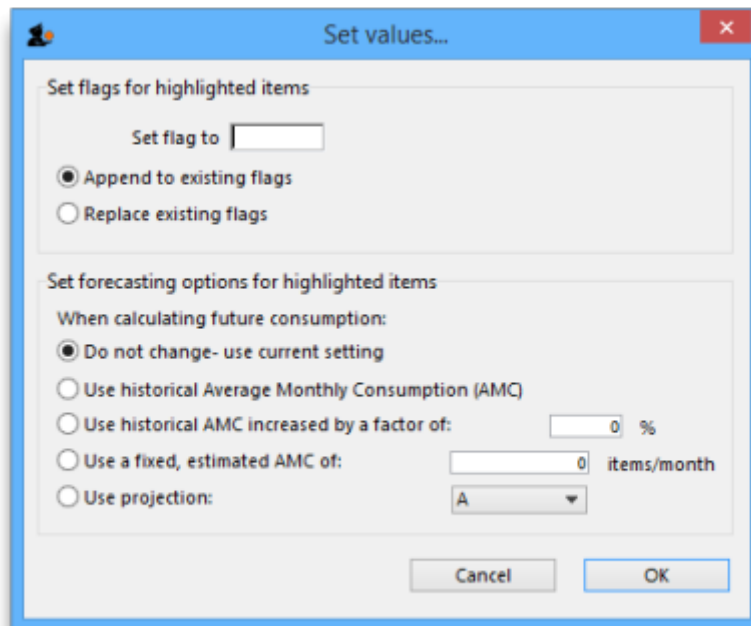 Set values...
Set flags for highlighted items
Set flag to
Append to existing flags
Replace existing flags
Set forecasting options for highlighted items
When calculating future consumption:
Do not change- use current setting
Use historical Average Monthly Consumption (AMC)
Use historical AMC increased by a factor of: 0 %
Use a fixed, estimated AMC of: 0 items/month
Use projection: A
Cancel OK